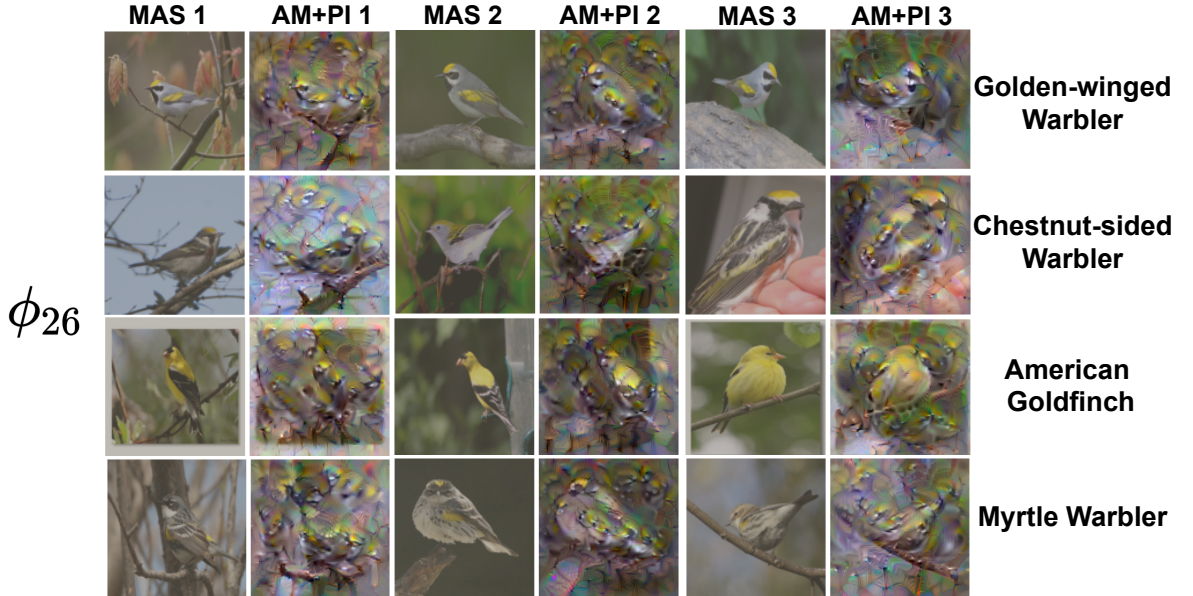 MAS 1 AM+PI 1 MAS 2 AM+PI 2 MAS 3 AM+PI 3
Golden-winged
Warbler
Chestnut-sided
Warbler
ϕ26
American
Goldfinch
Myrtle Warbler